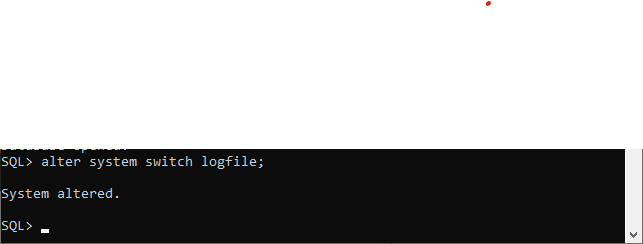 SQL> alter system switch logfile;
System altered.
SQL>